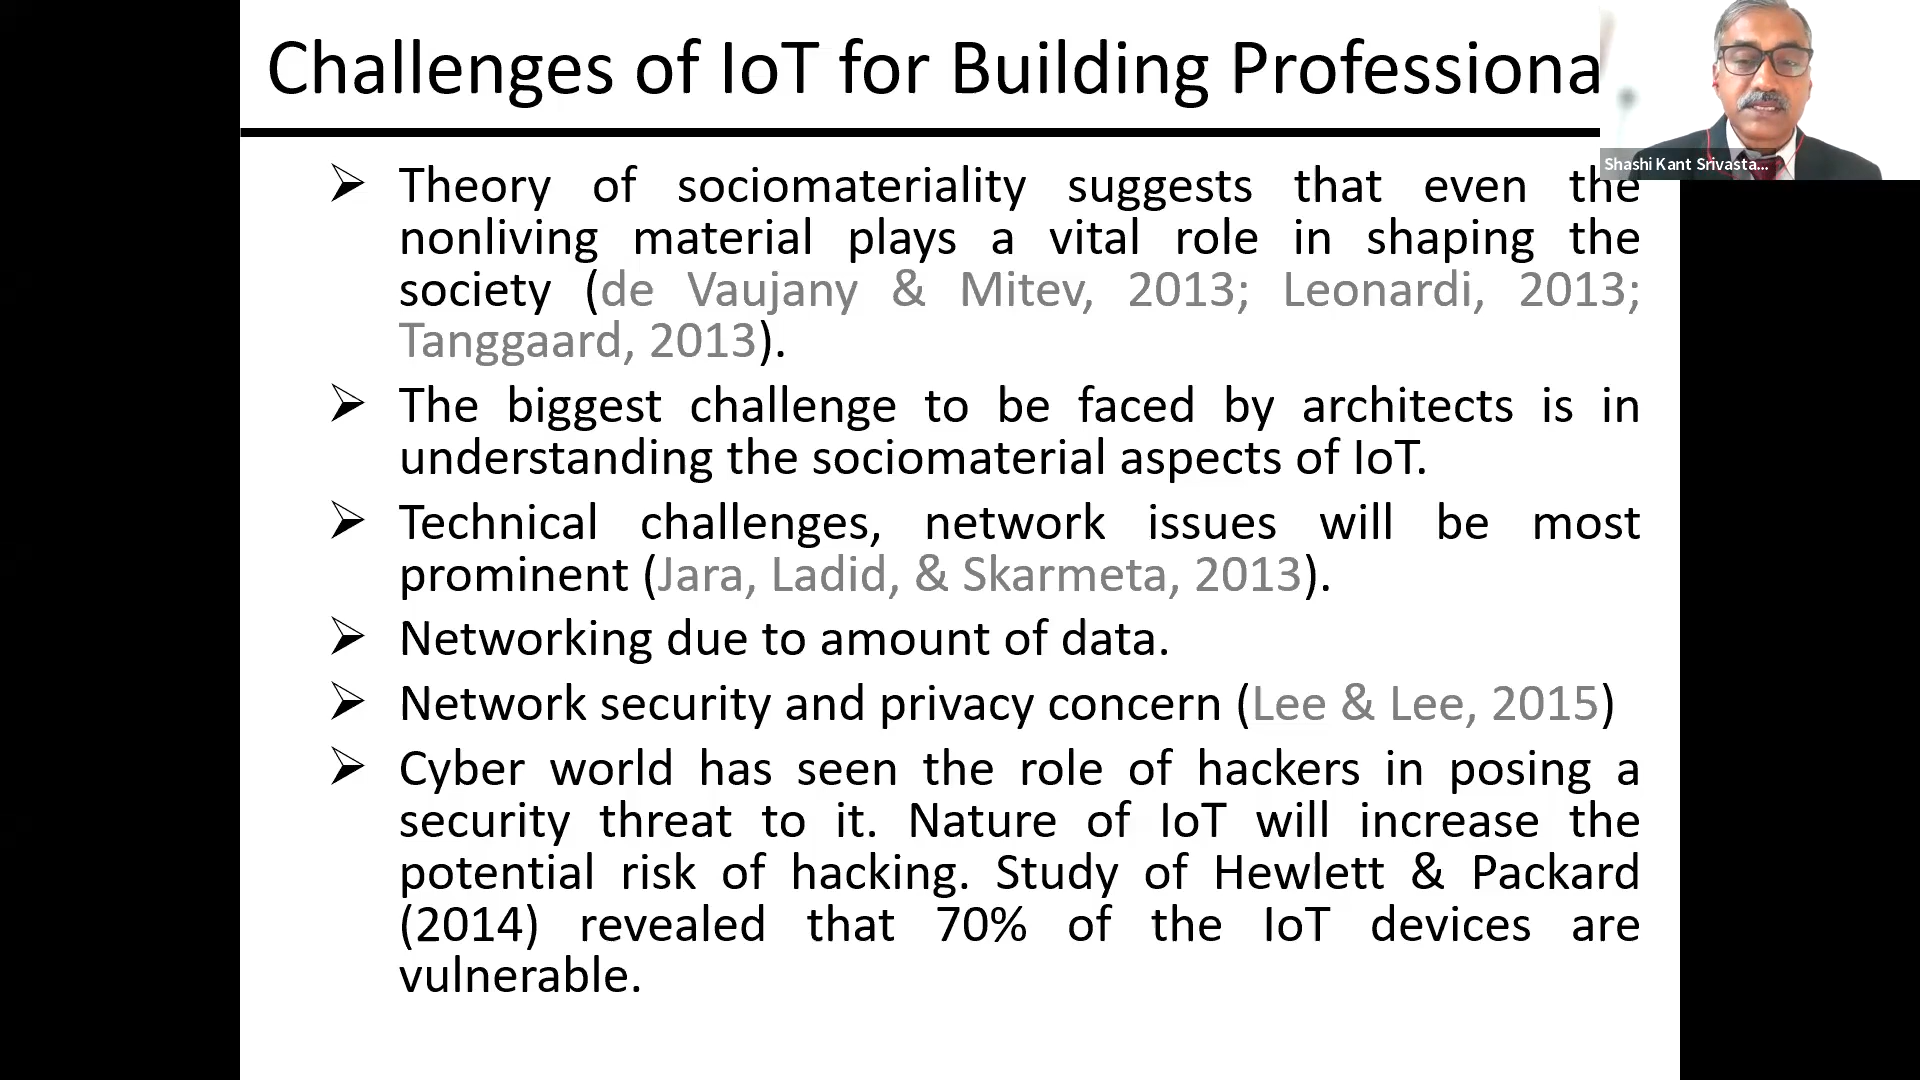 Challenges of IoT for Building Professiona
Shashi Kant Srivasta...
➢ Theory of sociomateriality suggests that even the
nonliving material plays a vital role in shaping the
society (de Vaujany & Mitev, 2013; Leonardi, 2013;
Tanggaard, 2013).
➢ The biggest challenge to be faced by architects is in
understanding the sociomaterial aspects of IoT.
➢ Technical challenges, network issues will be most
prominent (Jara, Ladid, & Skarmeta, 2013).
➢ Networking due to amount of data.
➢ Network security and privacy concern (Lee & Lee, 2015)
➢ Cyber world has seen the role of hackers in posing a
security threat to it. Nature of IoT will increase the
potential risk of hacking. Study of Hewlett & Packard
(2014) revealed that 70% of the IoT devices are
vulnerable.